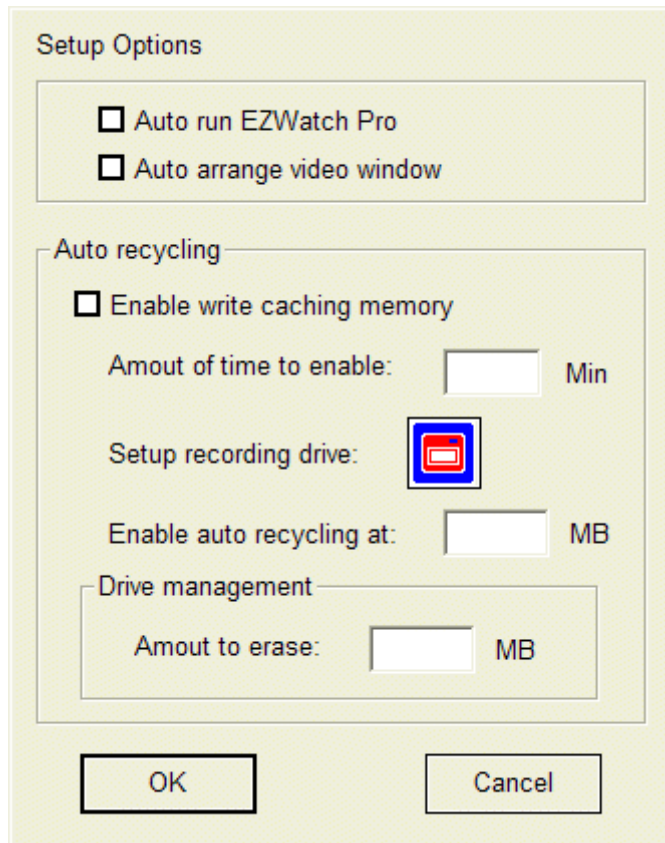 Setup Options
Auto run EZWatch Pro
Auto arrange video window
Auto recycling
Enable write caching memory
Amout of time to enable: Min
Setup recording drive:
Enable auto recycling at: MB
Drive management
Amout to erase: MB
OK Cancel